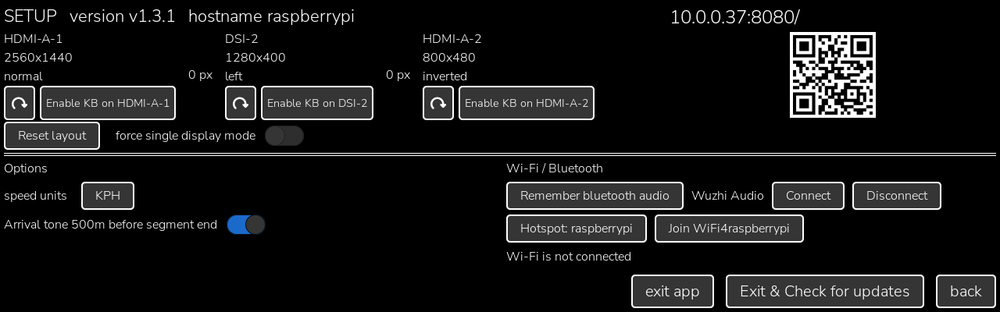 SETUP version v1.3.1 hostname raspberrypi 10.0.0.37:8080/
HDMI-A-1 DSI-2 HDMI-A-2
2560x1440 1280x400 800x480
normal 0 px left 0 px inverted
Enable KB on HDMI-A-1 Enable KB on DSI-2 Enable KB on HDMI-A-2
Reset layout force single display mode
Options Wi-Fi / Bluetooth
speed units KPH Remember bluetooth audio Wuzhi Audio Connect Disconnect
Arrival tone 500m before segment end Hotspot: raspberrypi Join WiFi4raspberrypi
Wi-Fi is not connected
exit app Exit & Check for updates back